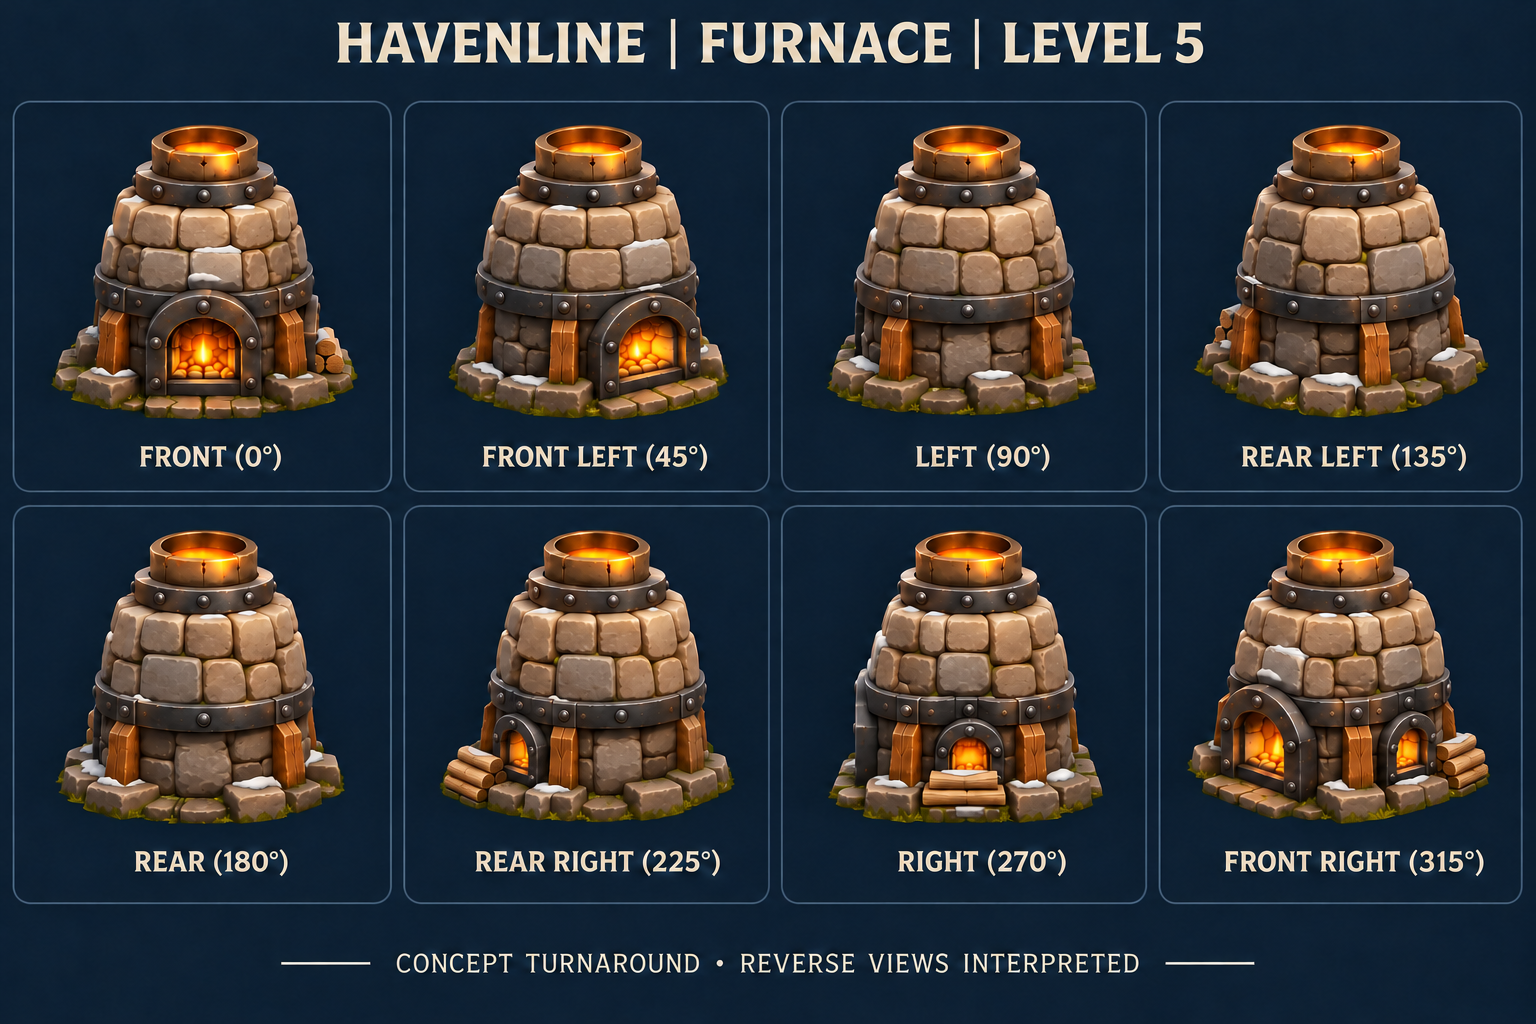 HAVENLINE | FURNACE | LEVEL 5
FRONT (0°)
FRONT LEFT (45°)
LEFT (90°)
REAR LEFT (135°)
REAR (180°)
REAR RIGHT (225°)
RIGHT (270°)
FRONT RIGHT (315°)
CONCEPT TURNAROUND • REVERSE VIEWS INTERPRETED